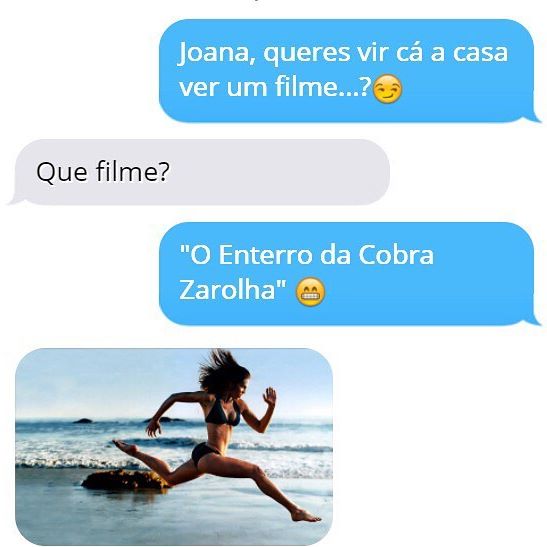 Joana, queres vir cá a casa
ver um filme...?😏
Que filme?
"O Enterro da Cobra
Zarolha" 😁